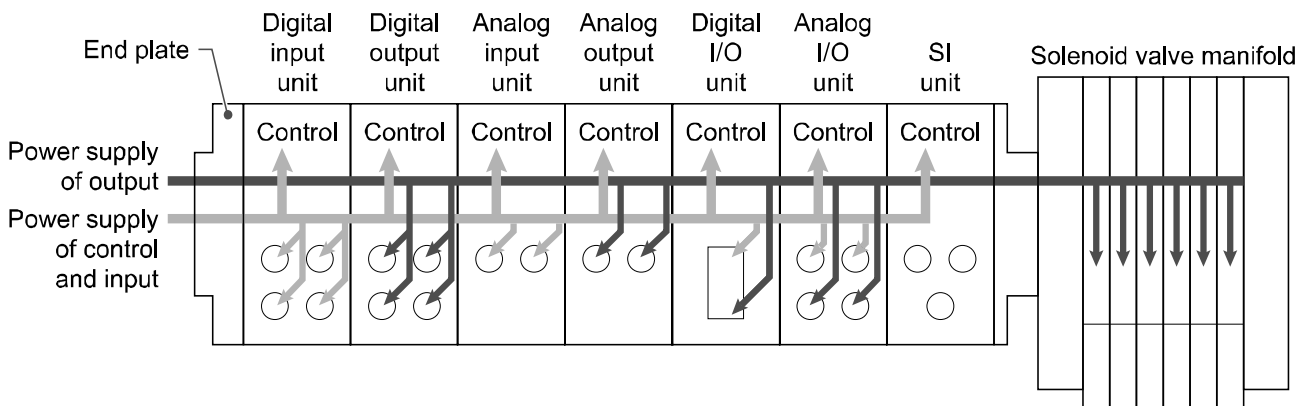 End plate
Digital
input
unit
Digital
output
unit
Analog
input
unit
Analog
output
unit
Digital
I/O
unit
Analog
I/O
unit
SI
unit
Solenoid valve manifold
Control
Control
Control
Control
Control
Control
Control
Power supply
of output
Power supply
of control
and input